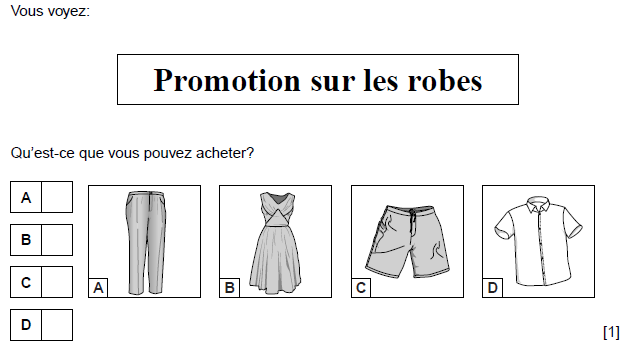 Vous voyez:
Promotion sur les robes
Qu'est-ce que vous pouvez acheter?
A
B
C
D
A
B
C
D
[1]